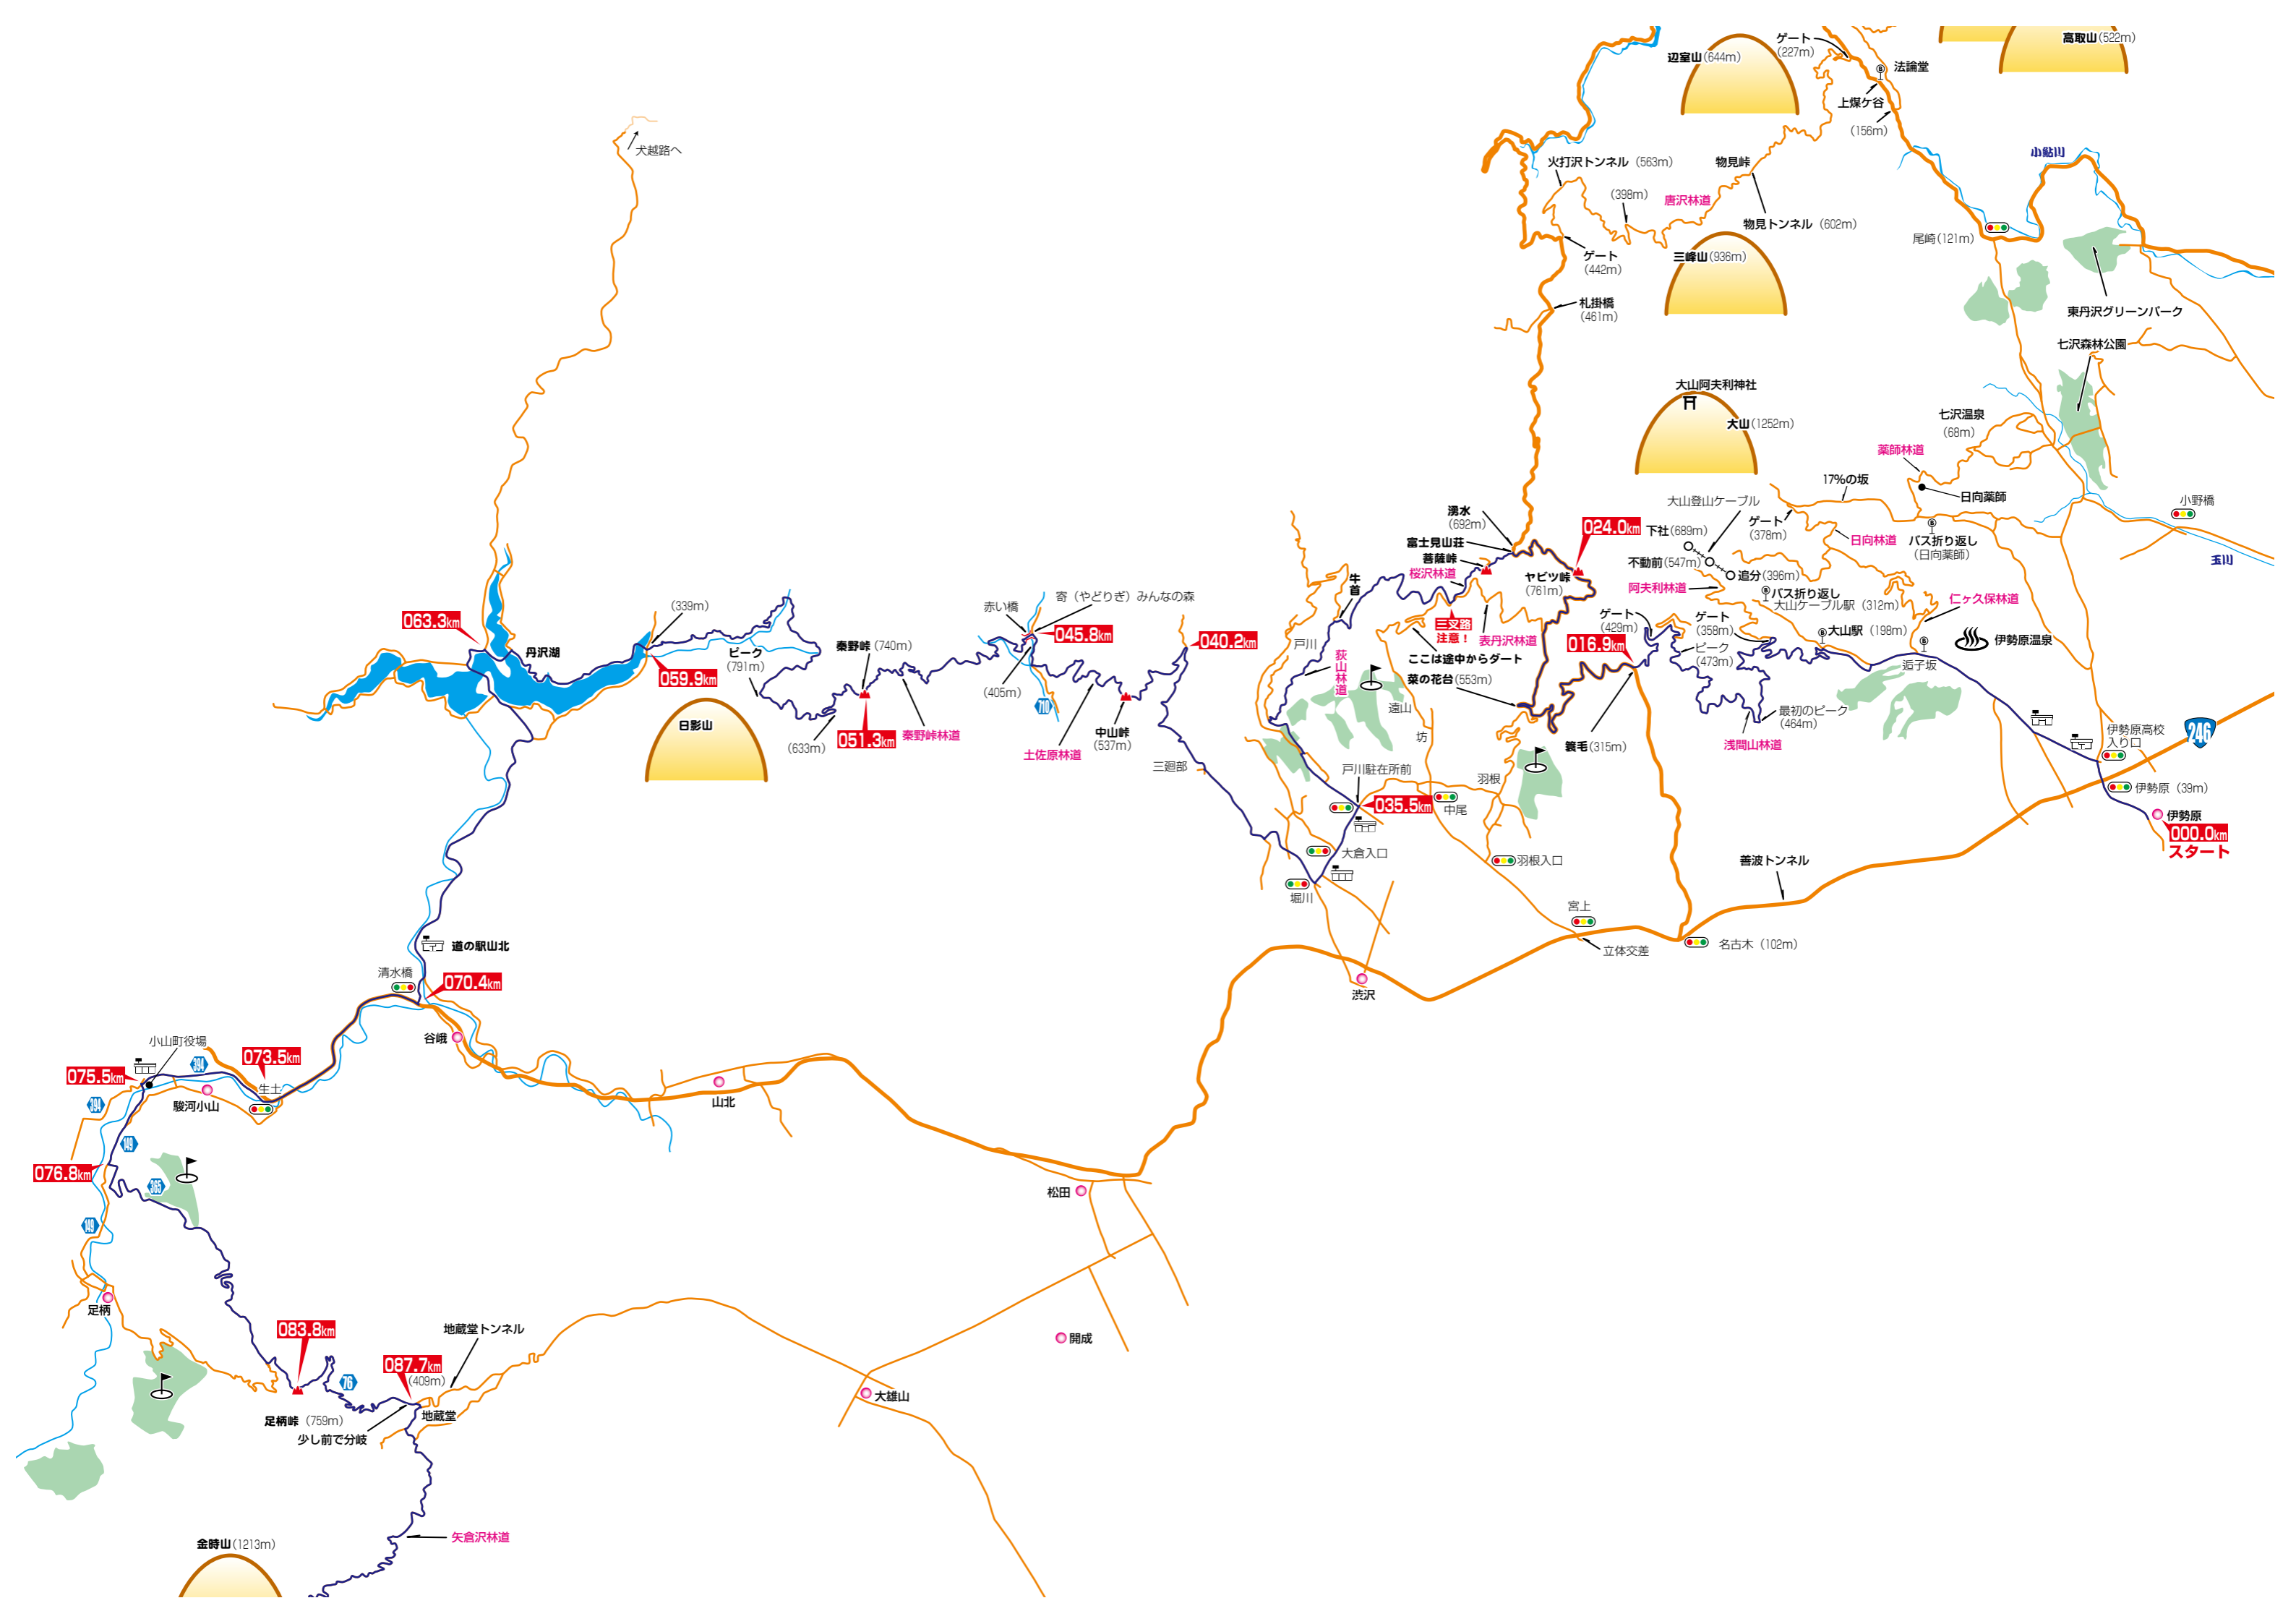 高取山(522m)
ゲート
(227m)
辺室山(644m)
法論堂
上煤ケ谷
(156m)
犬越路へ
小鮎川
火打沢トンネル(563m)
物見峠
(398m)
唐沢林道
物見トンネル(602m)
尾崎(121m)
ゲート
(442m)
三峰山(936m)
札掛橋
(461m)
東丹沢グリーンパーク
七沢森林公園
大山阿夫利神社
大山(1252m)
七沢温泉
(68m)
薬師林道
17%の坂
日向薬師
大山登山ケーブル
小野橋
湧水
(692m)
024.0km
下社(689m)
ゲート
(378m)
日向林道
バス折り返し
(日向薬師)
玉川
富士見山荘
菩薩峠
桜沢林道
ヤビツ峠
(761m)
不動前(547m)
追分(396m)
阿夫利林道
バス折り返し
大山ケーブル駅(312m)
仁ヶ久保林道
牛首
赤い橋
寄(やどりぎ)みんなの森
(339m)
063.3km
045.8km
040.2km
三叉路
注意!
表丹沢林道
ゲート
(429m)
ゲート
(358m)
大山駅(198m)
伊勢原温泉
016.9km
ピーク
(473m)
逅子坂
戸川
荻山林道
ここは途中からダート
菜の花台(553m)
丹沢湖
059.9km
ピーク
(791m)
秦野峠(740m)
(405m)
710
遠山
坊
最初のピーク
(464m)
浅間山林道
日影山
(633m)
051.3km
秦野峠林道
中山峠
(537m)
土佐原林道
三廻部
簑毛(315m)
246
伊勢原高校
入り口
戸川駐在所前
羽根
035.5km
中尾
伊勢原(39m)
伊勢原
000.0km
スタート
大倉入口
羽根入口
善波トンネル
堀川
宮上
立体交差
名古木(102m)
道の駅山北
清水橋
070.4km
渋沢
谷峨
小山町役場
394
073.5km
075.5km
生土
駿河小山
394
山北
149
076.8km
365
149
松田
足柄
083.8km
地蔵堂トンネル
開成
087.7km
(409m)
76
大雄山
足柄峠(759m)
地蔵堂
少し前で分岐
矢倉沢林道
金時山(1213m)